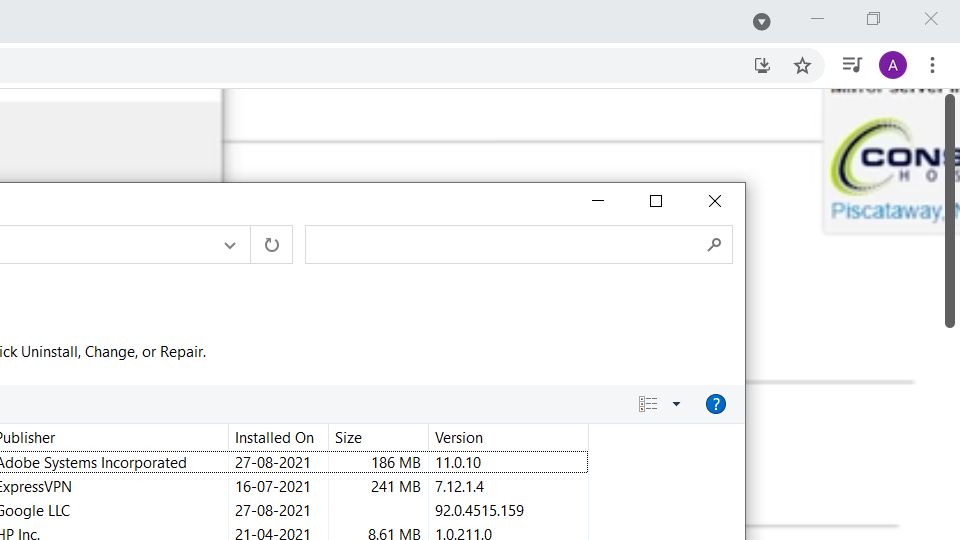 A
Mirror server in
CONS
H O S
Piscataway,
ick Uninstall, Change, or Repair.
?
Publisher Installed On Size Version
Adobe Systems Incorporated 27-08-2021 186 MB 11.0.10
ExpressVPN 16-07-2021 241 MB 7.12.1.4
Google LLC 27-08-2021 92.0.4515.159
HP Inc. 21-04-2021 8.61 MB 1.0.211.0